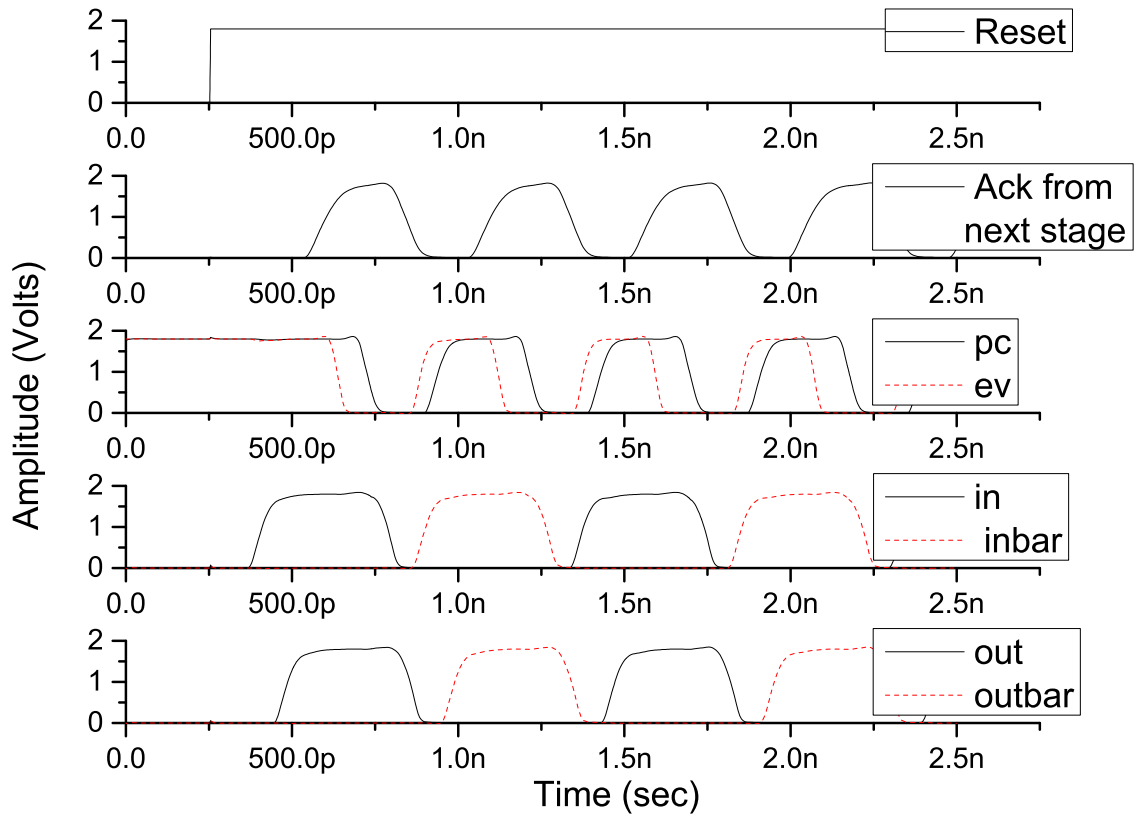 2
1
0
Reset
0.0 500.0p 1.0n 1.5n 2.0n 2.5n
2
1
0
Ack from
next stage
0.0 500.0p 1.0n 1.5n 2.0n 2.5n
2
1
0
pc
ev
0.0 500.0p 1.0n 1.5n 2.0n 2.5n
2
1
0
in
inbar
0.0 500.0p 1.0n 1.5n 2.0n 2.5n
2
1
0
out
outbar
0.0 500.0p 1.0n 1.5n 2.0n 2.5n
Time (sec)
Amplitude (Volts)